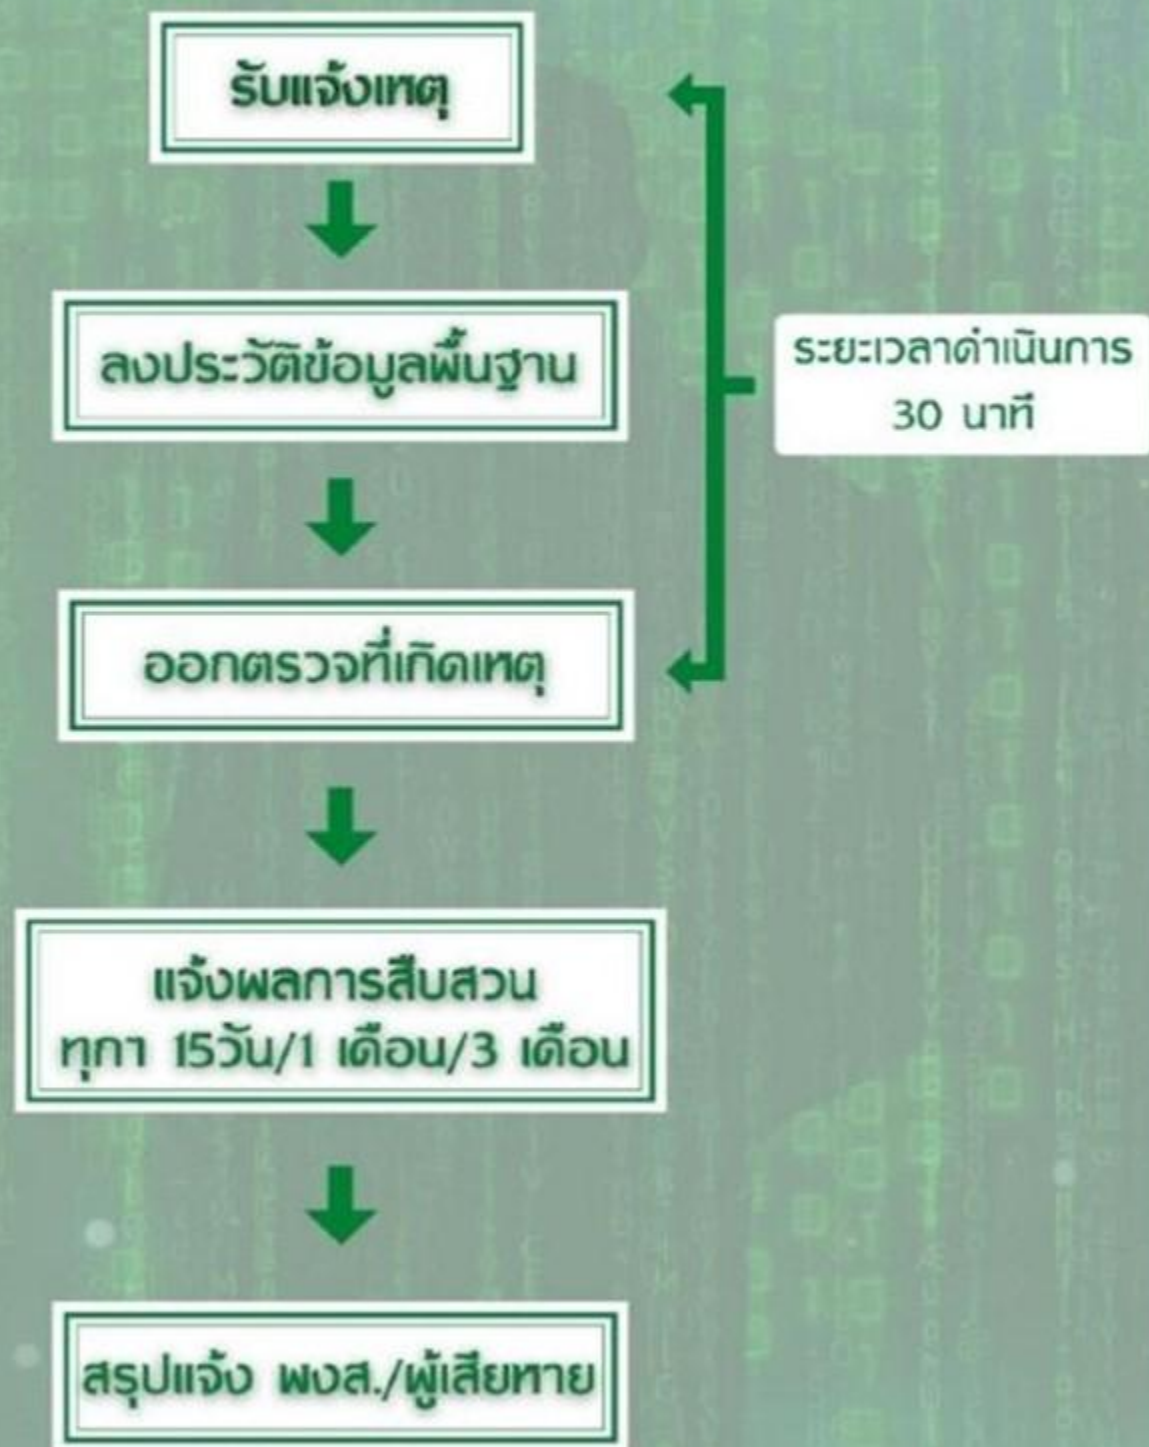 รับแจ้งเหตุ
ลงประวัติข้อมูลพื้นฐาน
ระยะเวลาดำเนินการ
30 นาที
ออกตรวจที่เกิดเหตุ
แจ้งผลการสืบสวน
ทุกๅ 15วัน/1 เดือน/3 เดือน
สรุปแจ้ง พงส./ผู้เสียหาย